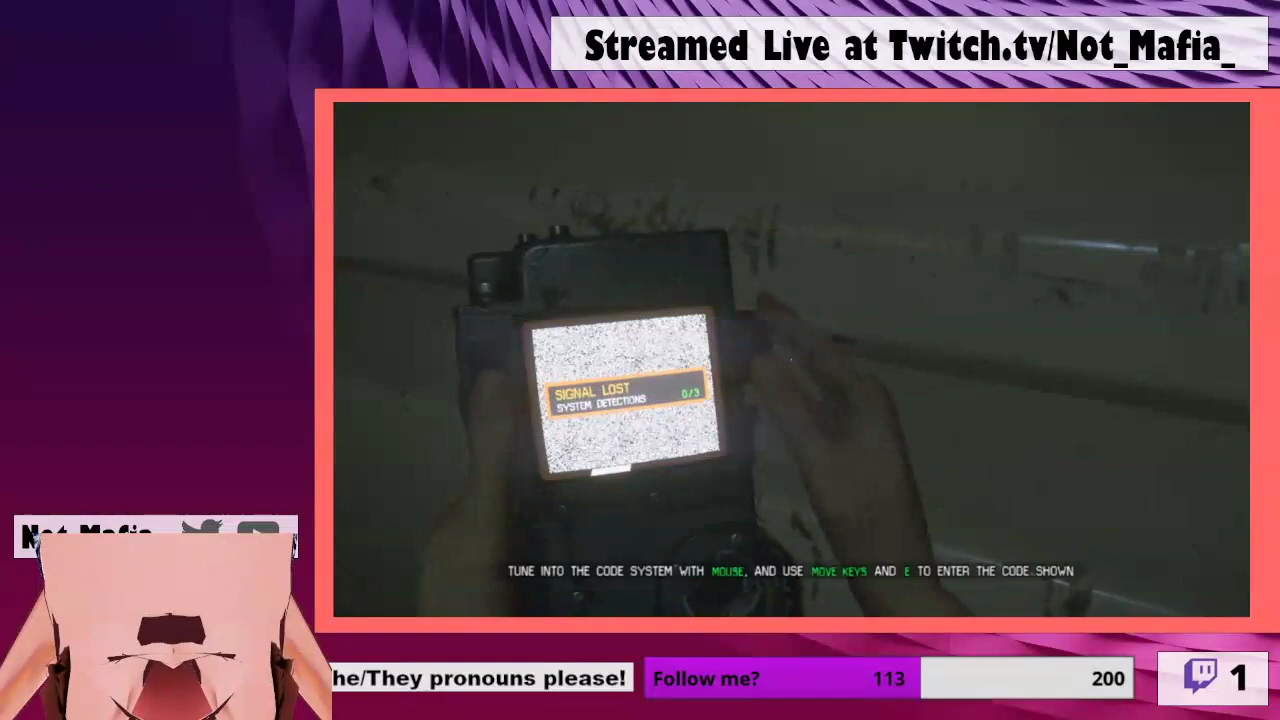 Streamed Live at Twitch.tv/Not_Mafia_
SIGNAL LOST
SYSTEM DETECTIONS 0/3
TUNE INTO THE CODE SYSTEM WITH MOUSE, AND USE MOVE KEYS AND E TO ENTER THE CODE SHOWN
Not_Mafia_
he/They pronouns please!
Follow me? 113 200
1